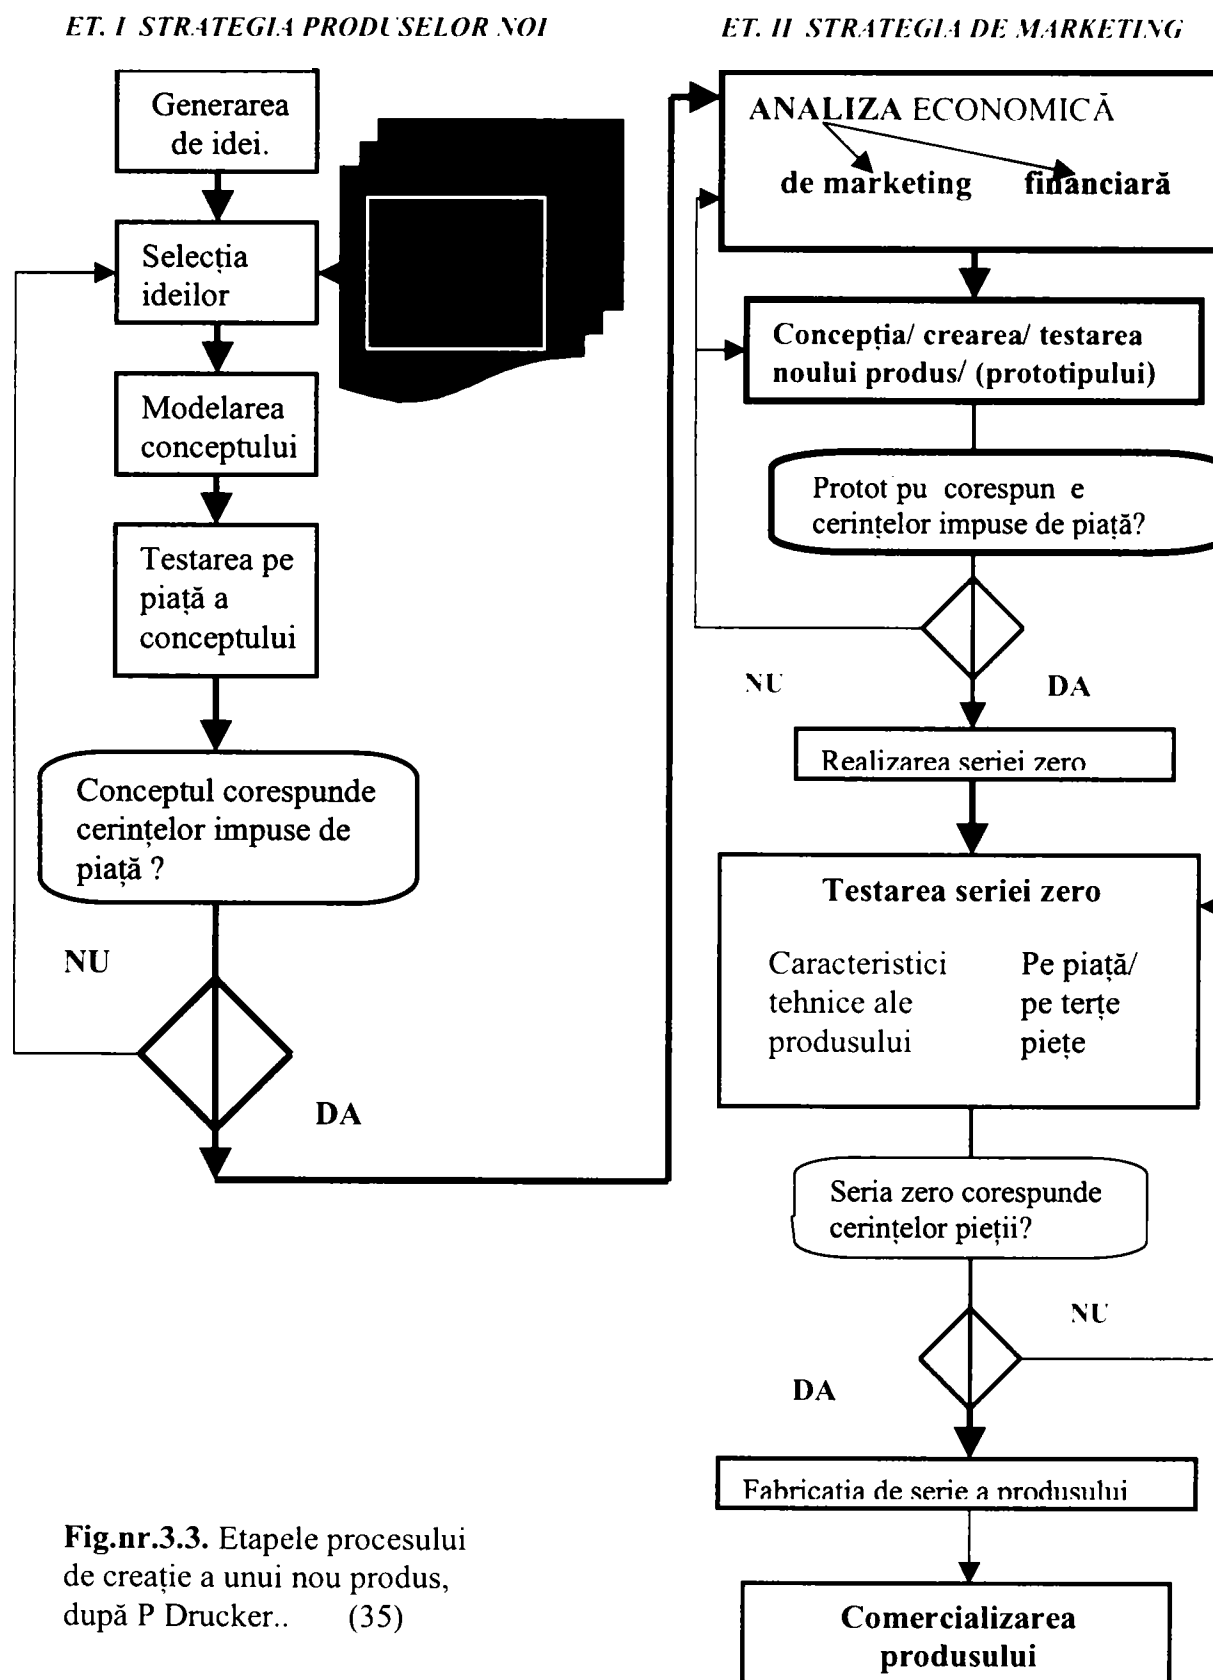 ET. I STRATEGIA PRODUSELOR NOI
Generarea
de idei.
Selecția
ideilor
Modelarea
conceptului
Testarea pe
piață a
conceptului
Conceptul corespunde
cerințelor impuse de
piață ?
NU
DA
ET. II STRATEGIA DE MARKETING
ANALIZA ECONOMICĂ
de marketing financiară
Concepția/ crearea/ testarea
noului produs/ (prototipului)
Protot pu corespun e
cerințelor impuse de piață?
NU
DA
Realizarea seriei zero
Testarea seriei zero
Caracteristici
tehnice ale
produsului
Pe piață/
pe terțe
piețe
Seria zero corespunde
cerințelor pieții?
NU
DA
Fabricatia de serie a produsului
Comercializarea
produsului
Fig.nr.3.3. Etapele procesului
de creație a unui nou produs,
după P Drucker.. (35)